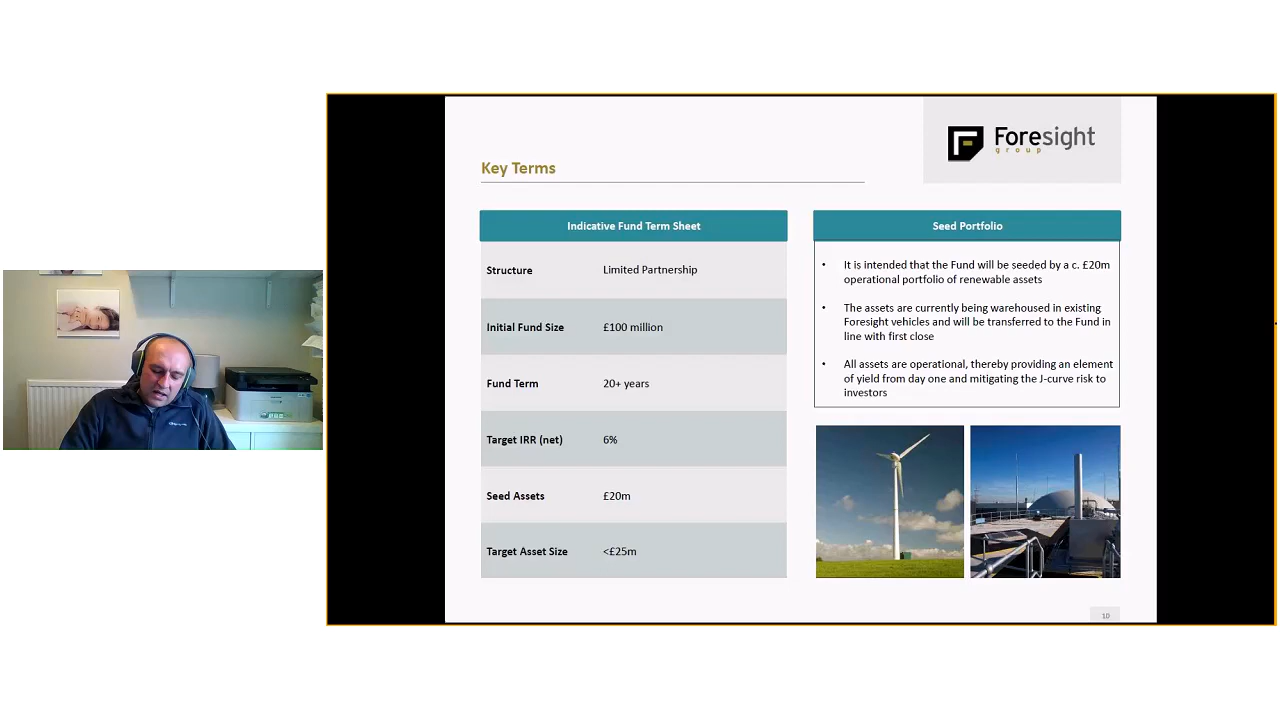 Foresight
group
Key Terms
Indicative Fund Term Sheet
Structure Limited Partnership
Initial Fund Size £100 million
Fund Term 20+ years
Target IRR (net) 6%
Seed Assets £20m
Target Asset Size <£25m
Seed Portfolio
• It is intended that the Fund will be seeded by a c. £20m
operational portfolio of renewable assets
• The assets are currently being warehoused in existing
Foresight vehicles and will be transferred to the Fund in
line with first close
• All assets are operational, thereby providing an element
of yield from day one and mitigating the J-curve risk to
investors
10